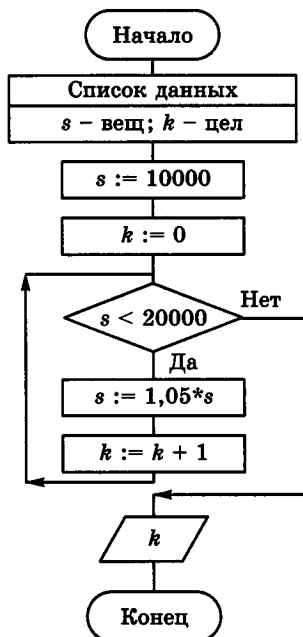 Начало
Список данных
s – вещ; k – цел
s := 10000
k := 0
s < 20000
Нет
Да
s := 1,05*s
k := k + 1
k
Конец